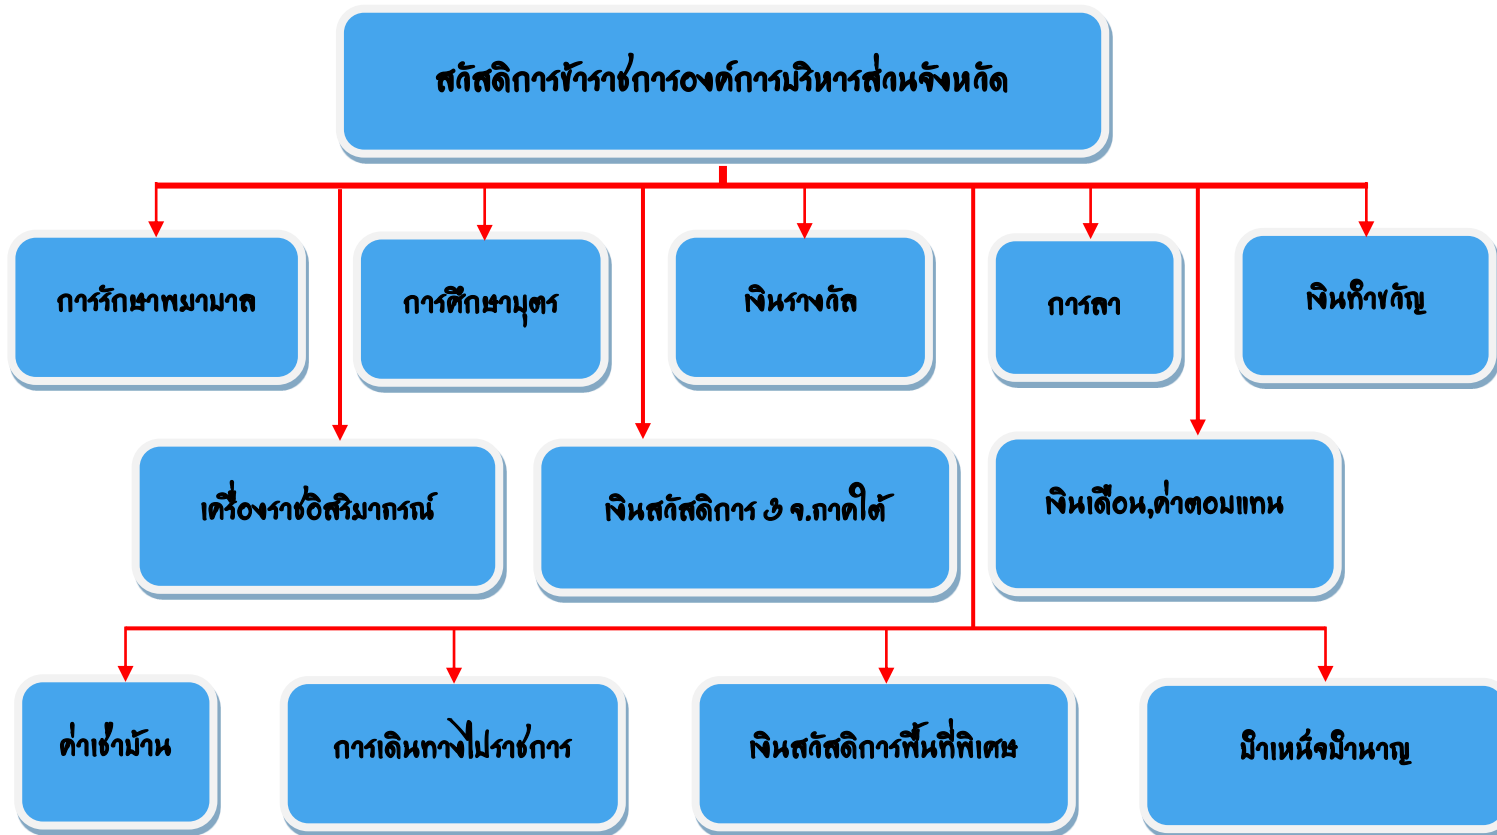 สวัสดิการข้าราชการองค์การบริหารส่วนจังหวัด
การรักษาพยาบาล
การศึกษาบุตร
เงินรางวัล
การลา
เงินทำขวัญ
เครื่องราชอิสริยาภรณ์
เงินสวัสดิการ ๓ จ.ภาคใต้
เงินเดือน,ค่าตอบแทน
ค่าเช่าบ้าน
การเดินทางไปราชการ
เงินสวัสดิการพื้นที่พิเศษ
บำเหน็จบำนาญ